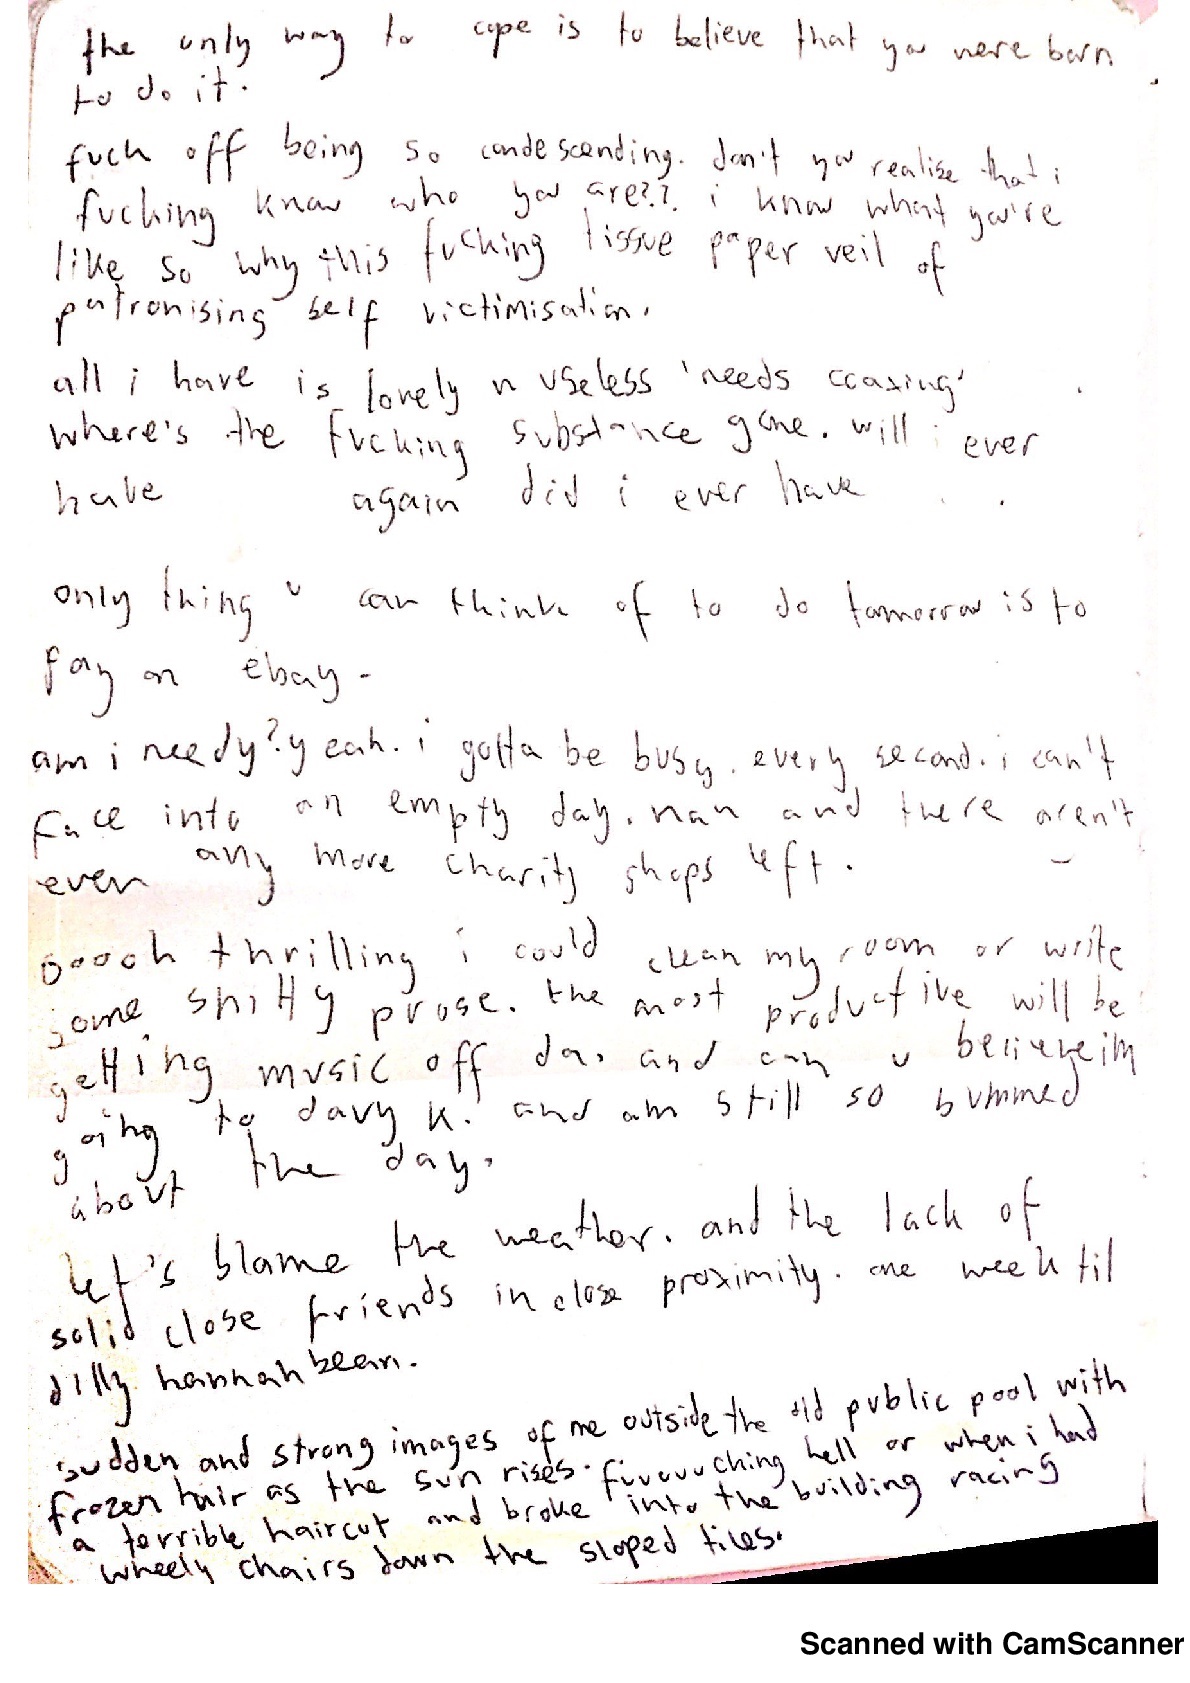 the only way to cope is to believe that you were born
to do it.
fuck off being so condescending. don't you realise that i
fucking know who you are?? i know what you're
like so why this fucking tissue paper veil of
patronising self victimisation.
all i have is lonely n useless 'needs coaxing'
where's the fucking substance gone. will i ever
have again did i ever have
only thing u can think of to do tomorrow is to
on ebay -
am i needy? yeah. i gotta be busy. every second. i can't
face into an empty day. nah and there aren't
even any more charity shops left.
ooooh thrilling i could clean my room or write
some shitty prose. the most productive will be
getting music off da. and can u believe im
going to davy k. and am still so bummed
about the day.
let's blame the weather. and the lack of
solid close friends in close proximity. one week til
dilly hannah bean.
sudden and strong images of me outside the old public pool with
frozen hair as the sun rises. fuuuuucking hell or when i had
a terrible haircut and broke into the building racing
wheely chairs down the sloped tiles.
Scanned with CamScanner